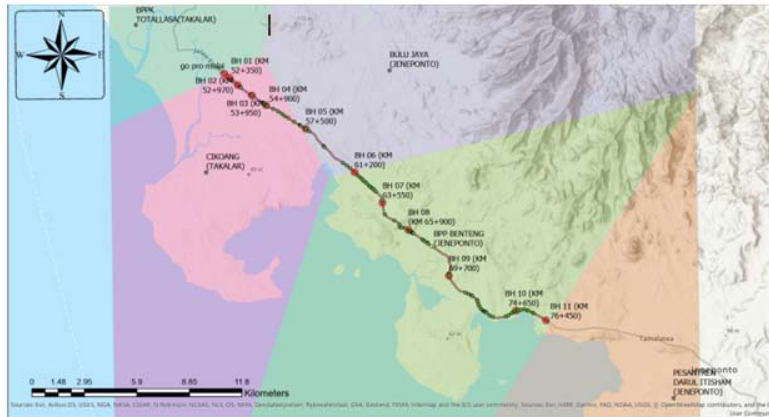 N
W
E
S
BPPK
TOTALLASA(TAKALAR)
go pro mobil
BH 01 (KM
52+350)
BH 02 (KM
52+970)
BH 03 (KM
53+950)
BH 04 (KM
54+900)
BH 05 (KM
57+500)
BULU JAYA
(JENEPONTO)
CIKOANG
(TAKALAR)
BH 06 (KM
61+200)
BH 07 (KM
63+550)
BH 08
(KM 65+900)
BPP BENTENG
(JENEPONTO)
BH 09 (KM
69+700)
BH 10 (KM
74+650)
BH 11 (KM
76+450)
Tamalatea
Jeneponto
PESANTREN
DARUL ITISHAM
(JENEPONTO)
0 1.48 2.95 5.9 8.85 11.8
Kilometers